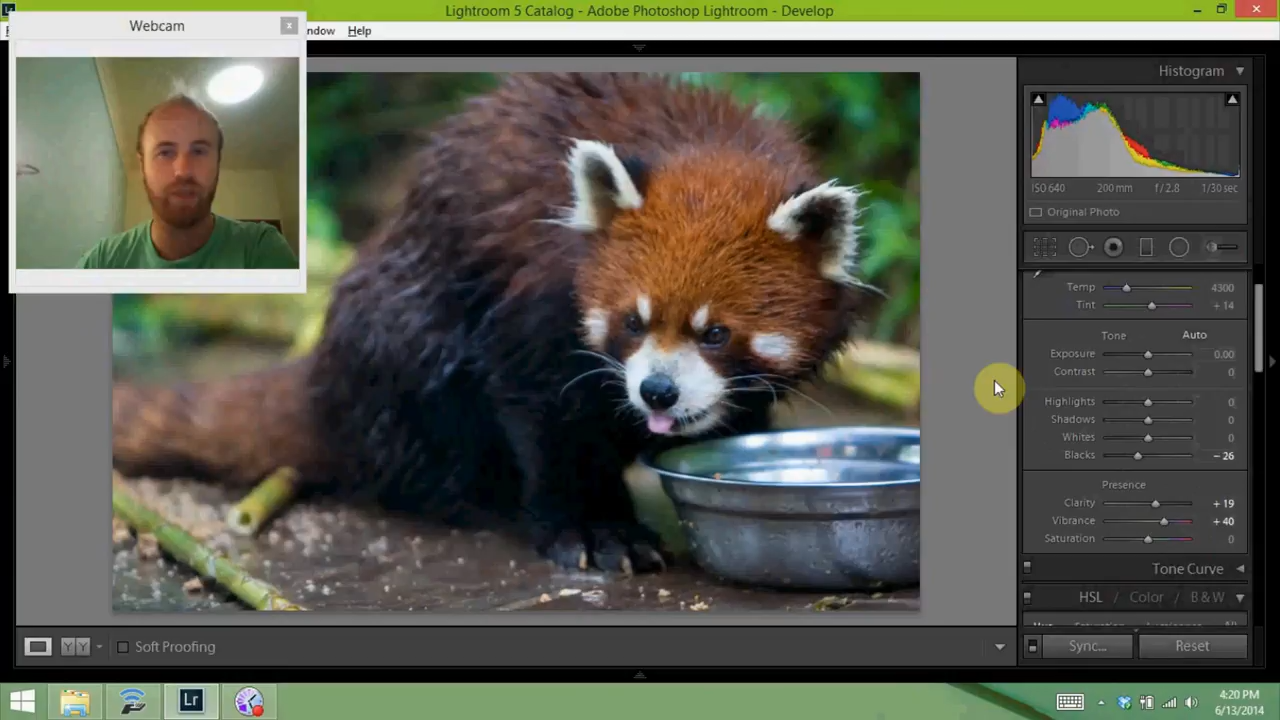 Lr
Lightroom 5 Catalog - Adobe Photoshop Lightroom - Develop
Webcam
x
ndow Help
Histogram
ISO 640 200 mm f / 2.8 1/30 sec
Original Photo
Temp 4300
Tint + 14
Tone Auto
Exposure 0.00
Contrast 0
Highlights 0
Shadows 0
Whites 0
Blacks – 26
Presence
Clarity + 19
Vibrance + 40
Saturation 0
Tone Curve
HSL / Color / B & W
Y Y Soft Proofing
Sync... Reset
Lr
4:20 PM
6/13/2014